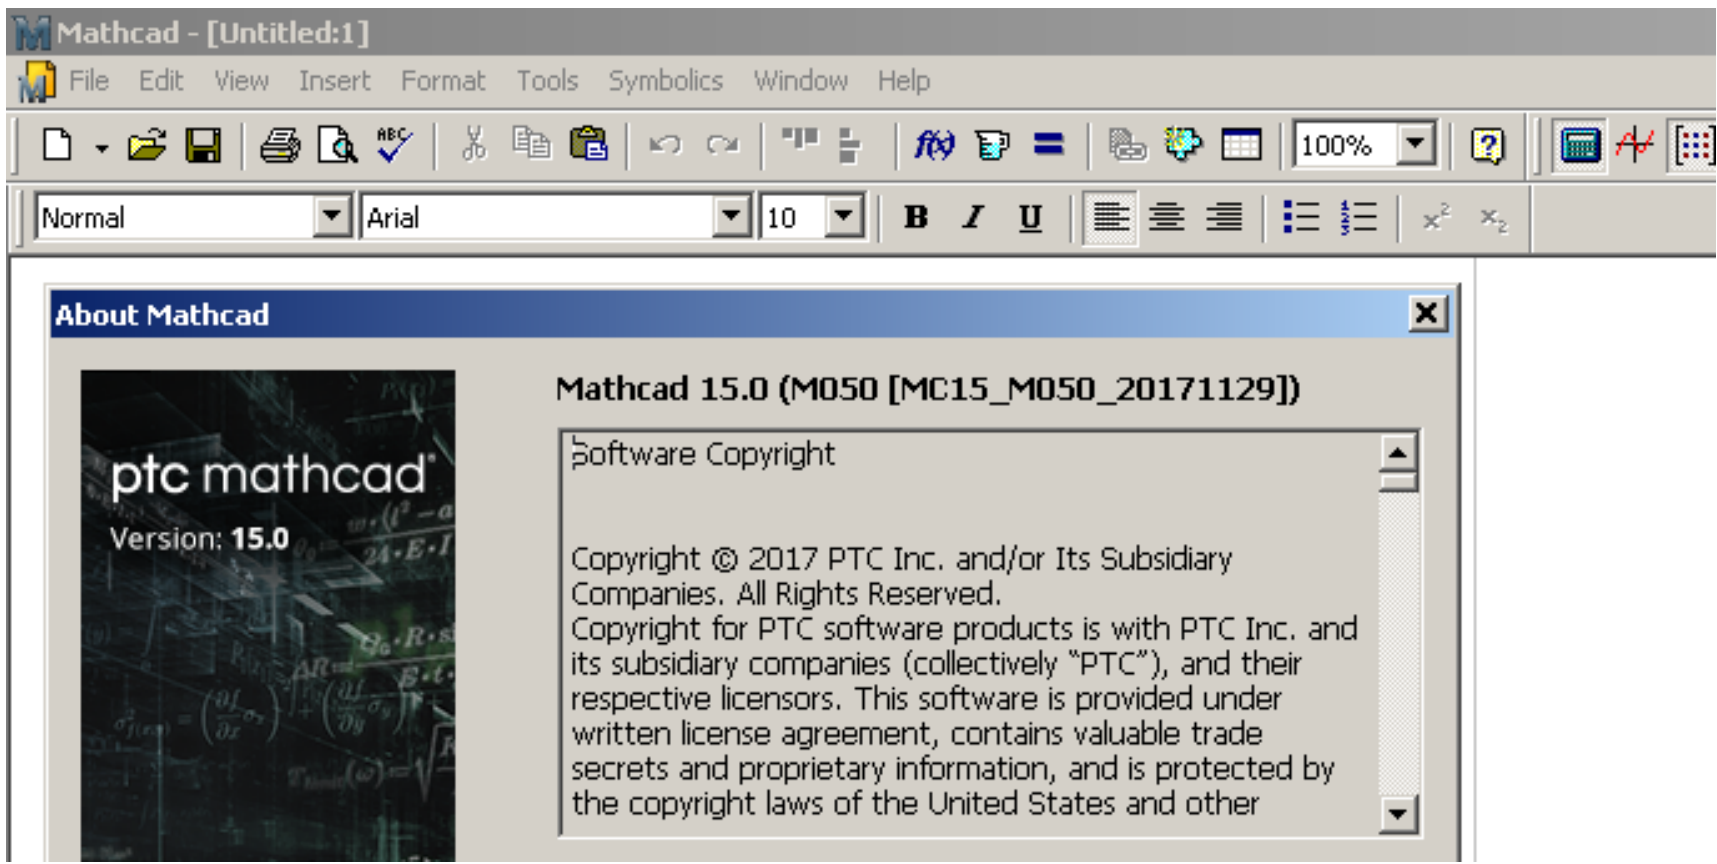 Mathcad - [Untitled:1]
File Edit View Insert Format Tools Symbolics Window Help
ABC
f(x)
100%
Normal
Arial
10
B I U
x²
x₂
About Mathcad
ptc mathcad
Version: 15.0
Mathcad 15.0 (M050 [MC15_M050_20171129])
Software Copyright
Copyright © 2017 PTC Inc. and/or Its Subsidiary
Companies. All Rights Reserved.
Copyright for PTC software products is with PTC Inc. and
its subsidiary companies (collectively “PTC”), and their
respective licensors. This software is provided under
written license agreement, contains valuable trade
secrets and proprietary information, and is protected by
the copyright laws of the United States and other